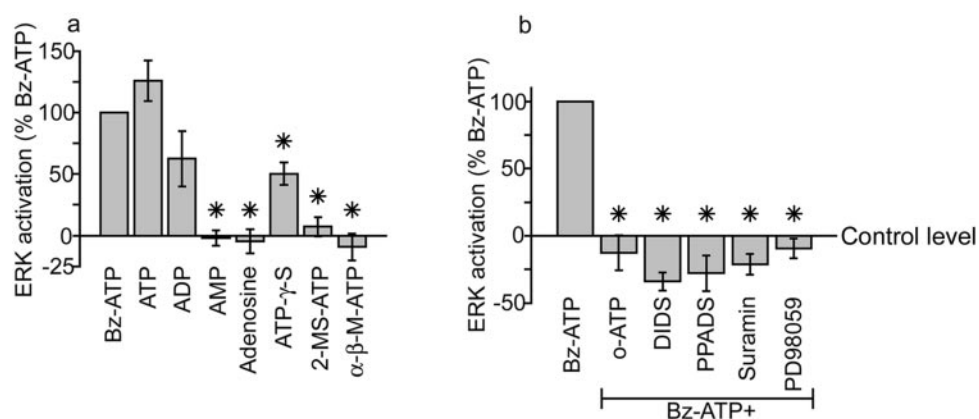 a
ERK activation (% Bz-ATP)
150
100
50
0
-25
* * * * *
Bz-ATP
ATP
ADP
AMP
Adenosine
ATP-γ-S
2-MS-ATP
α-β-M-ATP
b
ERK activation (% Bz-ATP)
100
50
0
-50
* * * * *
Control level
Bz-ATP
o-ATP
DIDS
PPADS
Suramin
PD98059
Bz-ATP+